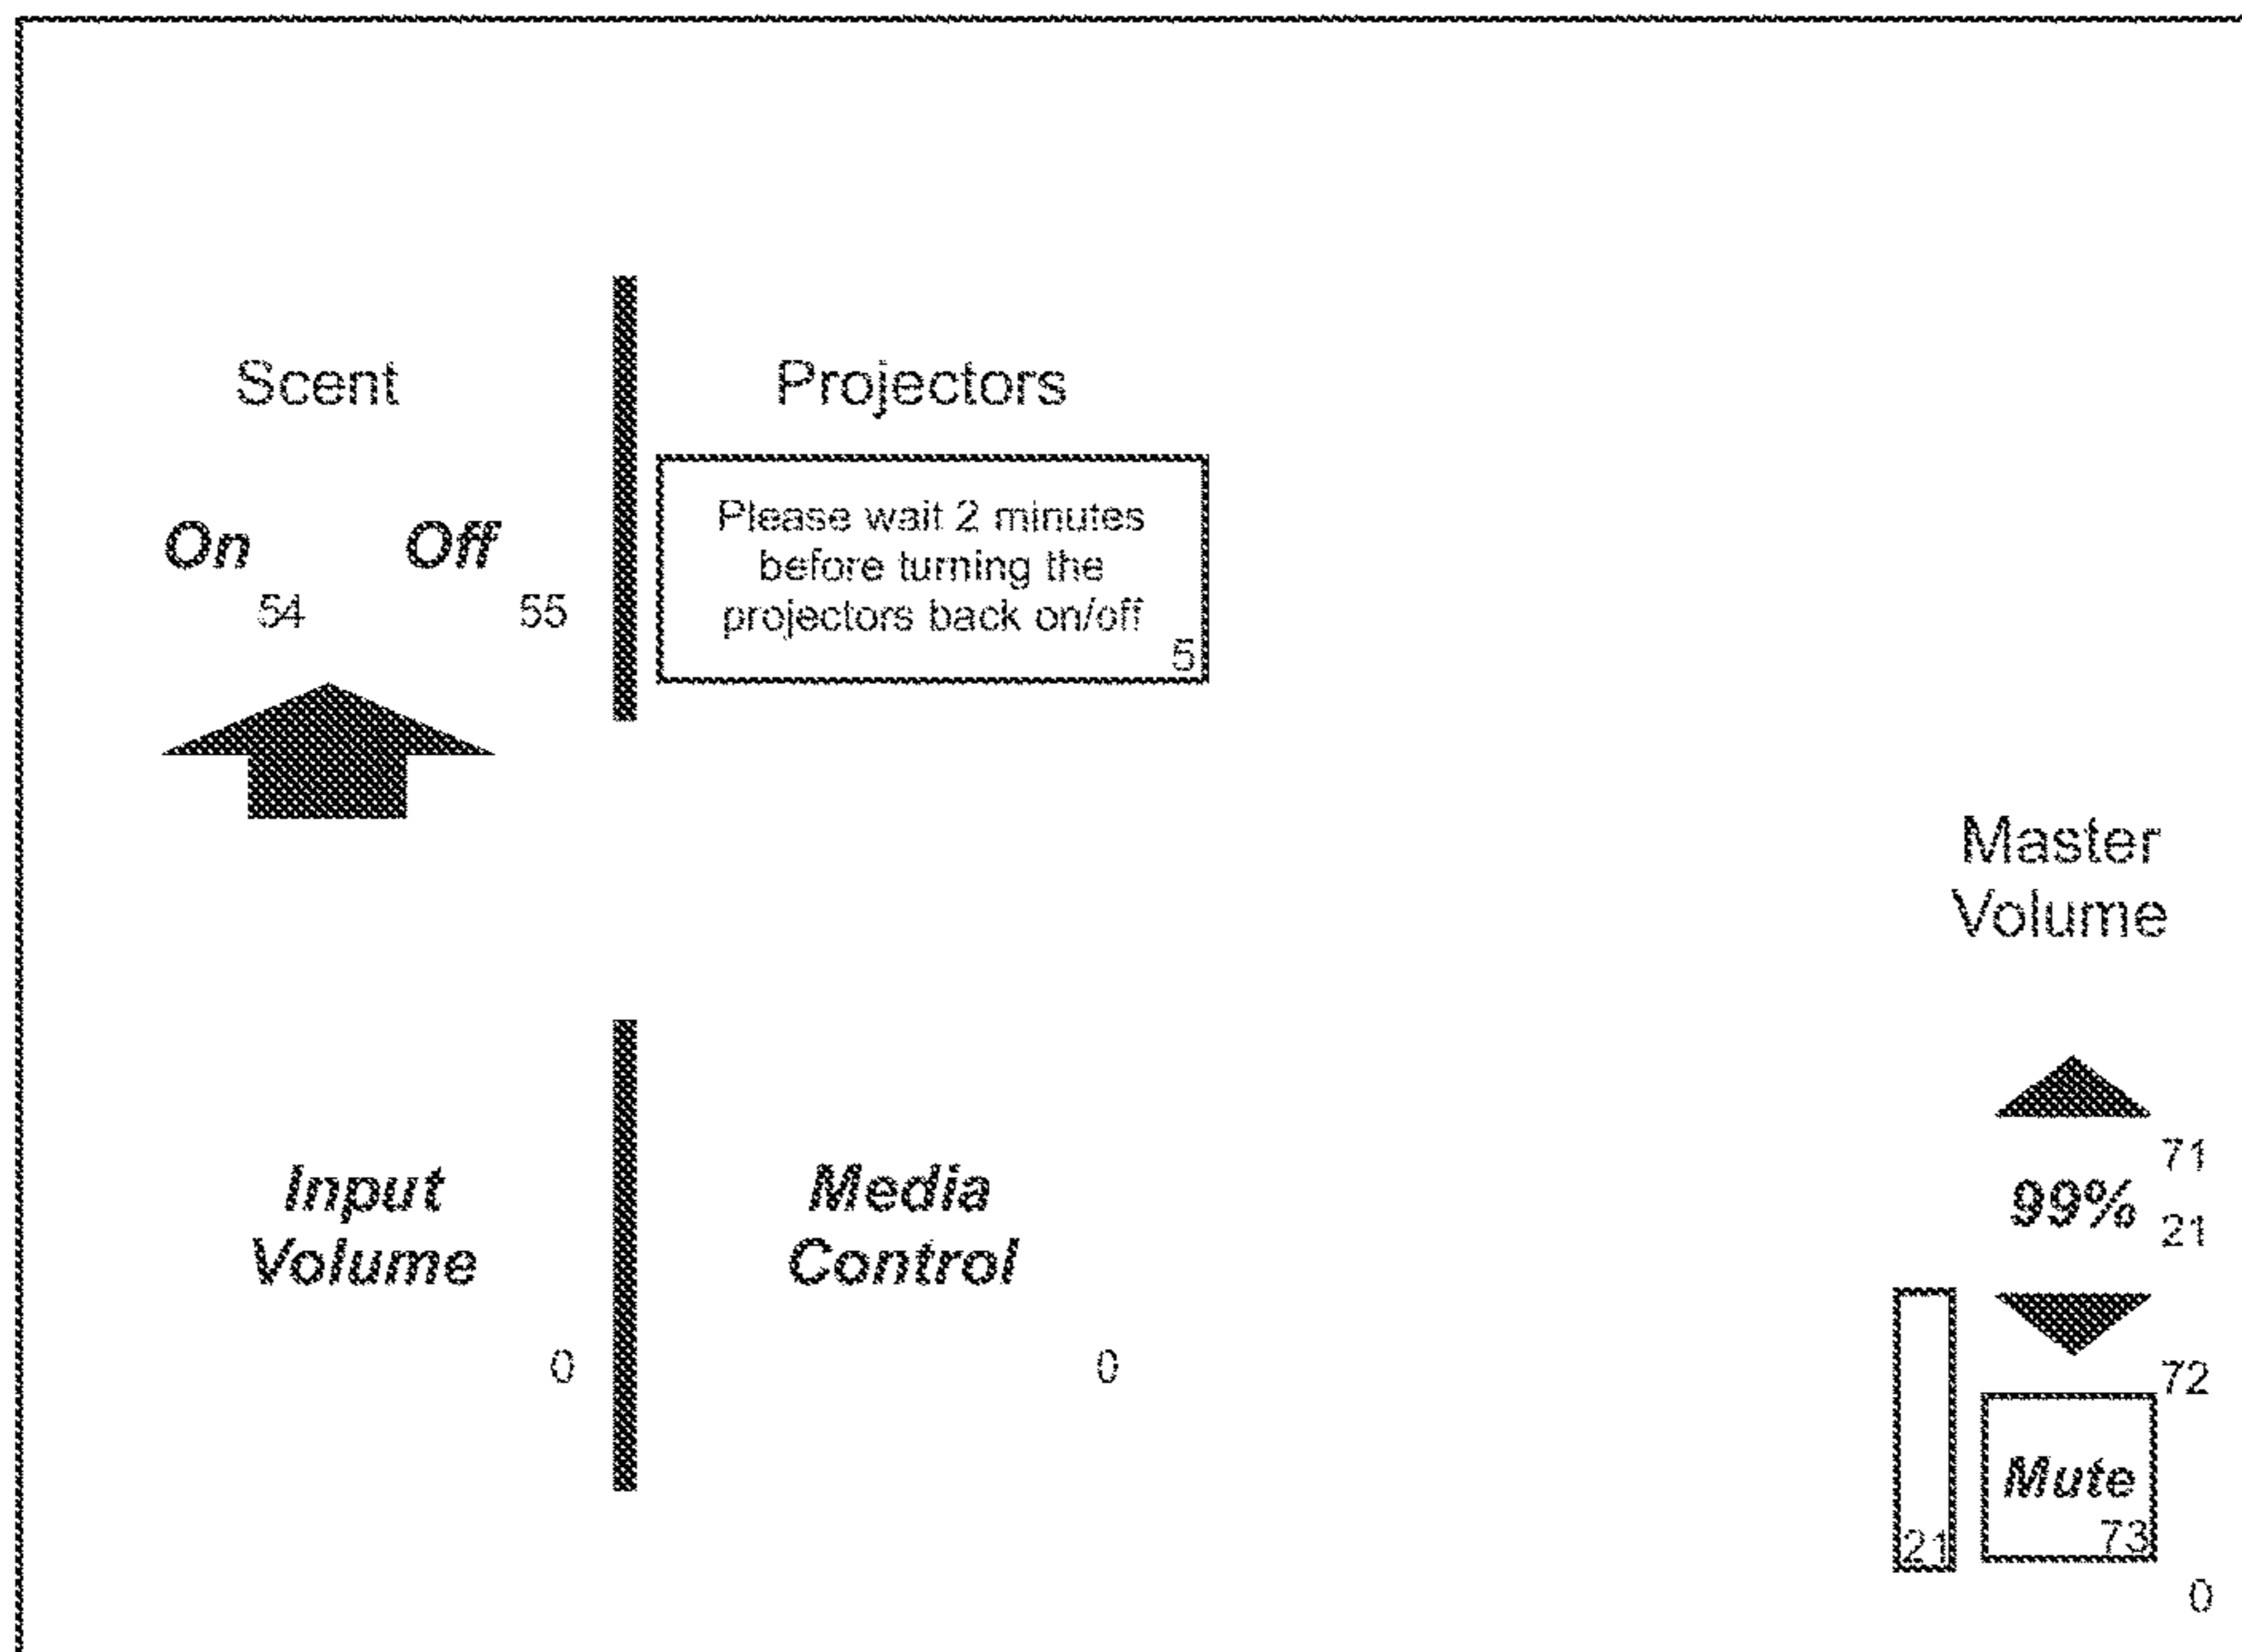 Scent
Projectors
On
Off
54
55
Please wait 2 minutes
before turning the
projectors back on/off
5
Master
Volume
71
99%
21
72
Mute
73
21
0
Input
Volume
0
Media
Control
0